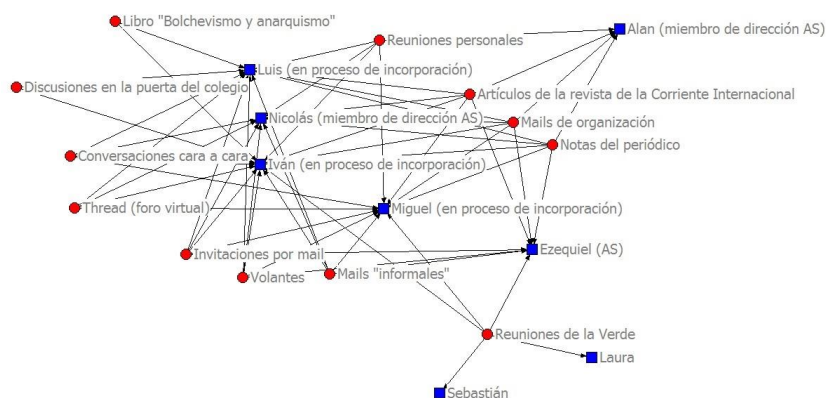 Libro "Bolchevismo y anarquismo"
Alan (miembro de dirección AS)
Reuniones personales
Luis (en proceso de incorporación)
Discusiones en la puerta del colegio
Artículos de la revista de la Corriente Internacional
Nicolás (miembro de dirección AS)
Mails de organización
Notas del periódico
Conversaciones cara a cara
Iván (en proceso de incorporación)
Thread (foro virtual)
Miguel (en proceso de incorporación)
Invitaciones por mail
Ezequiel (AS)
Volantes
Mails "informales"
Reuniones de la Verde
Laura
Sebastián